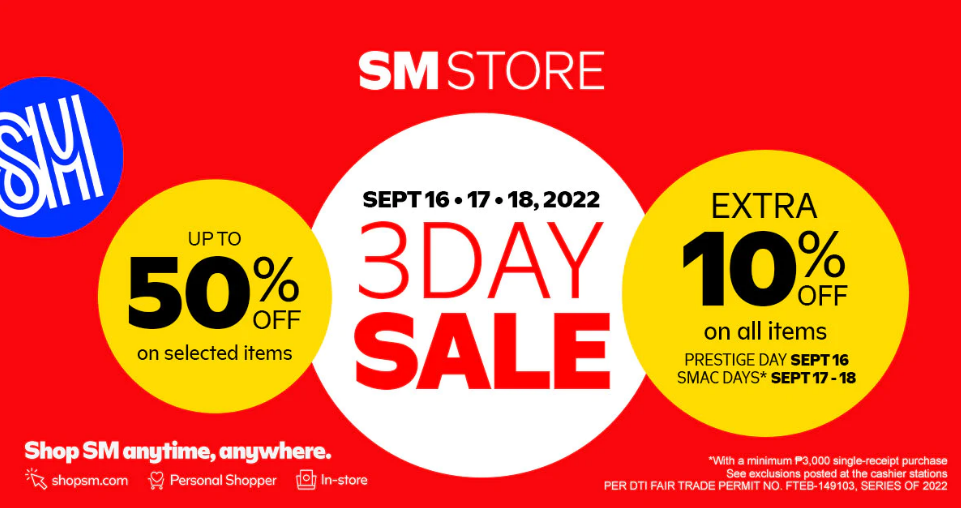 SM STORE
SM
SEPT 16 • 17 • 18, 2022
3DAY
SALE
UP TO
50%
OFF
on selected items
EXTRA
10%
OFF
on all items
PRESTIGE DAY SEPT 16
SMAC DAYS* SEPT 17 - 18
Shop SM anytime, anywhere.
shopsm.com Personal Shopper In-store
*With a minimum ₱3,000 single-receipt purchase
See exclusions posted at the cashier stations
PER DTI FAIR TRADE PERMIT NO. FTEB-149103, SERIES OF 2022